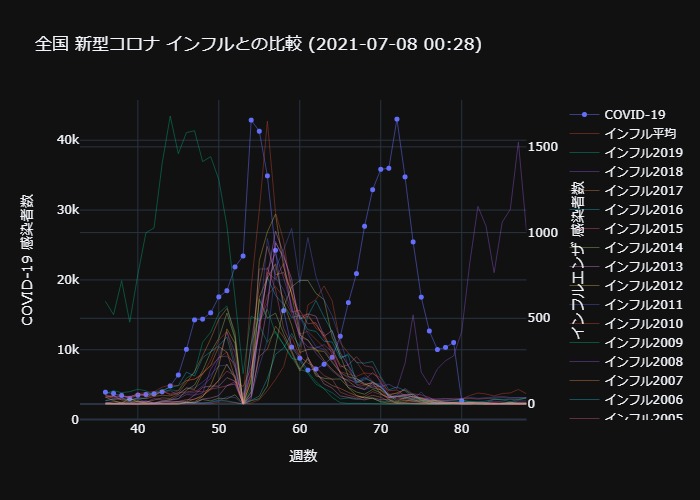 全国 新型コロナ インフルとの比較 (2021-07-08 00:28)
COVID-19 感染者数
40k
30k
20k
10k
0
40
50
60
70
80
週数
1500
1000
500
0
インフルエンザ 感染者数
COVID-19
インフル平均
インフル2019
インフル2018
インフル2017
インフル2016
インフル2015
インフル2014
インフル2013
インフル2012
インフル2011
インフル2010
インフル2009
インフル2008
インフル2007
インフル2006
インフル2005